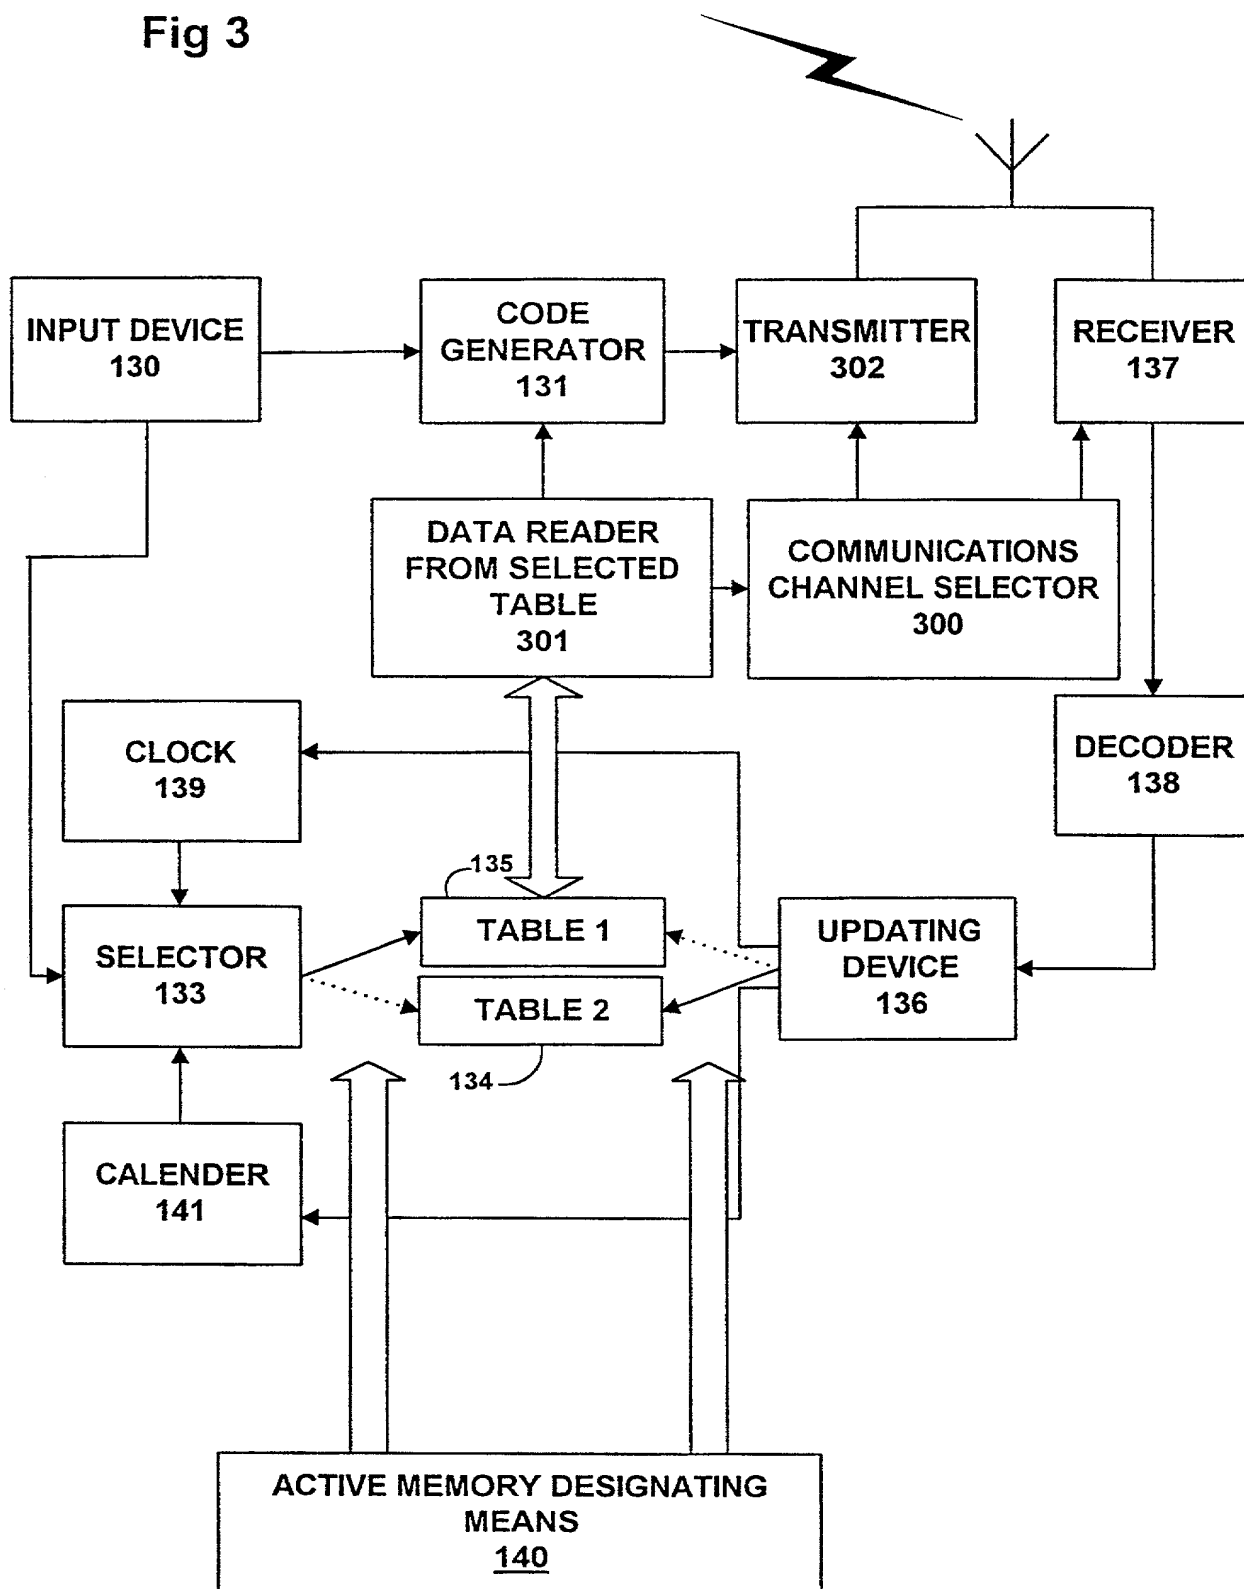 Fig 3
INPUT DEVICE
130
CODE
GENERATOR
131
TRANSMITTER
302
RECEIVER
137
DATA READER
FROM SELECTED
TABLE
301
COMMUNICATIONS
CHANNEL SELECTOR
300
CLOCK
139
DECODER
138
135
TABLE 1
SELECTOR
133
UPDATING
DEVICE
136
TABLE 2
134
CALENDER
141
ACTIVE MEMORY DESIGNATING
MEANS
140